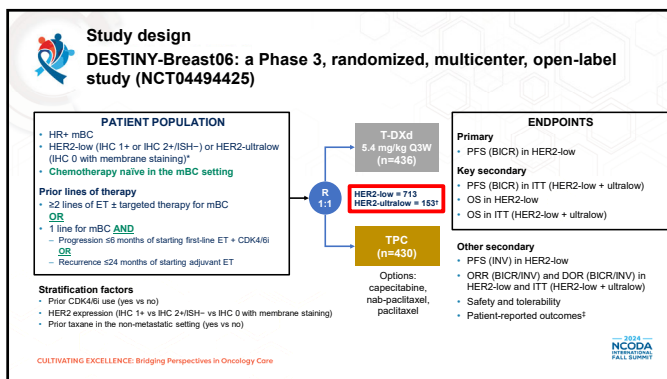 Study design
DESTINY-Breast06: a Phase 3, randomized, multicenter, open-label
study (NCT04494425)
PATIENT POPULATION
• HR+ mBC
• HER2-low (IHC 1+ or IHC 2+/ISH−) or HER2-ultralow
(IHC 0 with membrane staining)*
• Chemotherapy naïve in the mBC setting
Prior lines of therapy
• ≥2 lines of ET ± targeted therapy for mBC
OR
• 1 line for mBC AND
– Progression ≤6 months of starting first-line ET + CDK4/6i
OR
– Recurrence ≤24 months of starting adjuvant ET
Stratification factors
• Prior CDK4/6i use (yes vs no)
• HER2 expression (IHC 1+ vs IHC 2+/ISH− vs IHC 0 with membrane staining)
• Prior taxane in the non-metastatic setting (yes vs no)
R
1:1
T-DXd
5.4 mg/kg Q3W
(n=436)
HER2-low = 713
HER2-ultralow = 153†
TPC
(n=430)
Options:
capecitabine,
nab-paclitaxel,
paclitaxel
ENDPOINTS
Primary
• PFS (BICR) in HER2-low
Key secondary
• PFS (BICR) in ITT (HER2-low + ultralow)
• OS in HER2-low
• OS in ITT (HER2-low + ultralow)
Other secondary
• PFS (INV) in HER2-low
• ORR (BICR/INV) and DOR (BICR/INV) in
HER2-low and ITT (HER2-low + ultralow)
• Safety and tolerability
• Patient-reported outcomes‡
CULTIVATING EXCELLENCE: Bridging Perspectives in Oncology Care
2024
NCODA
INTERNATIONAL
FALL SUMMIT